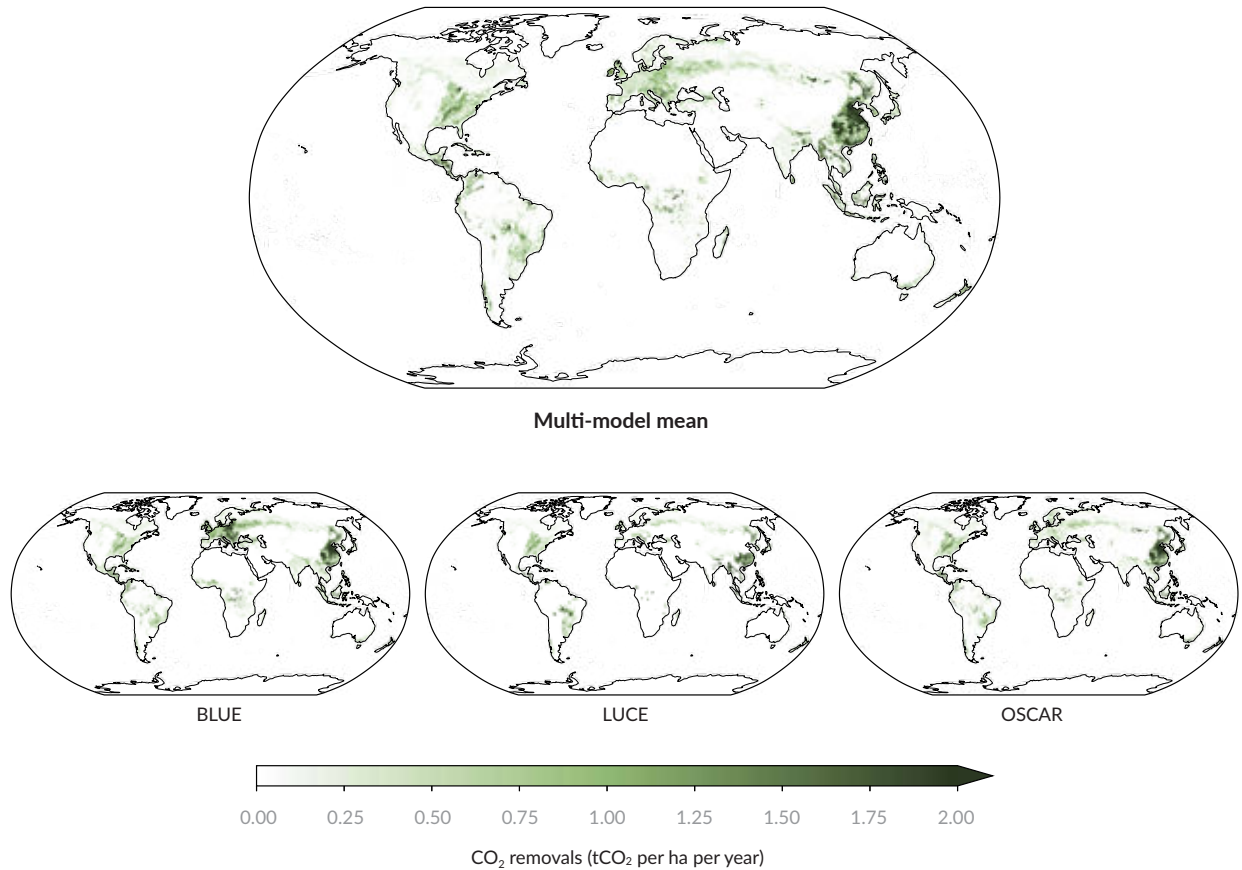 Multi-model mean
BLUE
LUCE
OSCAR
0.00 0.25 0.50 0.75 1.00 1.25 1.50 1.75 2.00
CO₂ removals (tCO₂ per ha per year)